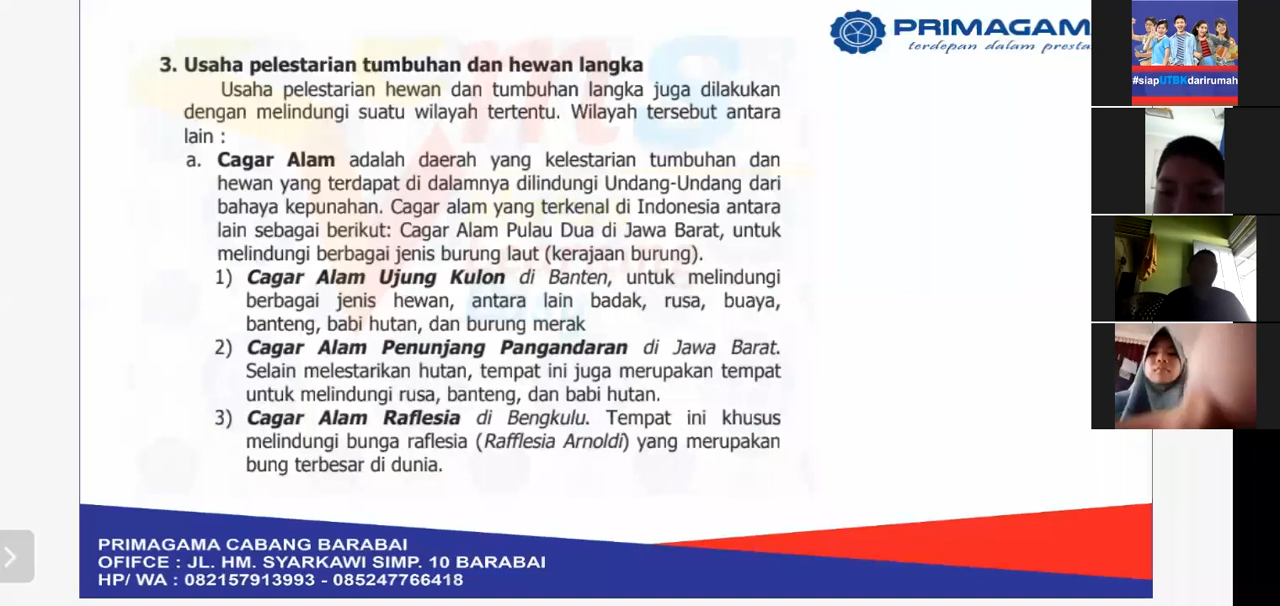 PRIMAGAM
terdepan dalam presta
#siapUTBKdarirumah
3. Usaha pelestarian tumbuhan dan hewan langka
Usaha pelestarian hewan dan tumbuhan langka juga dilakukan
dengan melindungi suatu wilayah tertentu. Wilayah tersebut antara
lain :
a. Cagar Alam adalah daerah yang kelestarian tumbuhan dan
hewan yang terdapat di dalamnya dilindungi Undang-Undang dari
bahaya kepunahan. Cagar alam yang terkenal di Indonesia antara
lain sebagai berikut: Cagar Alam Pulau Dua di Jawa Barat, untuk
melindungi berbagai jenis burung laut (kerajaan burung).
1) Cagar Alam Ujung Kulon di Banten, untuk melindungi
berbagai jenis hewan, antara lain badak, rusa, buaya,
banteng, babi hutan, dan burung merak
2) Cagar Alam Penunjang Pangandaran di Jawa Barat.
Selain melestarikan hutan, tempat ini juga merupakan tempat
untuk melindungi rusa, banteng, dan babi hutan.
3) Cagar Alam Raflesia di Bengkulu. Tempat ini khusus
melindungi bunga raflesia (Rafflesia Arnoldi) yang merupakan
bung terbesar di dunia.
PRIMAGAMA CABANG BARABAI
OFIFCE : JL. HM. SYARKAWI SIMP. 10 BARABAI
HP/ WA : 082157913993 - 085247766418